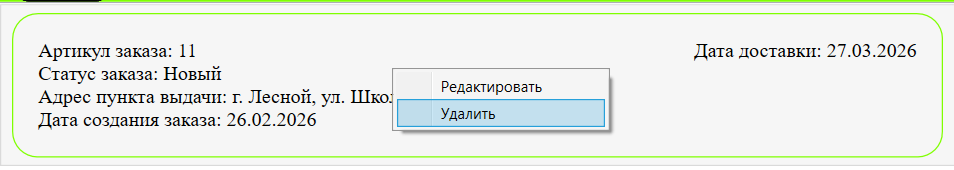 Артикул заказа: 11
Дата доставки: 27.03.2026
Статус заказа: Новый
Адрес пункта выдачи: г. Лесной, ул.
Дата создания заказа: 26.02.2026
Редактировать
Удалить